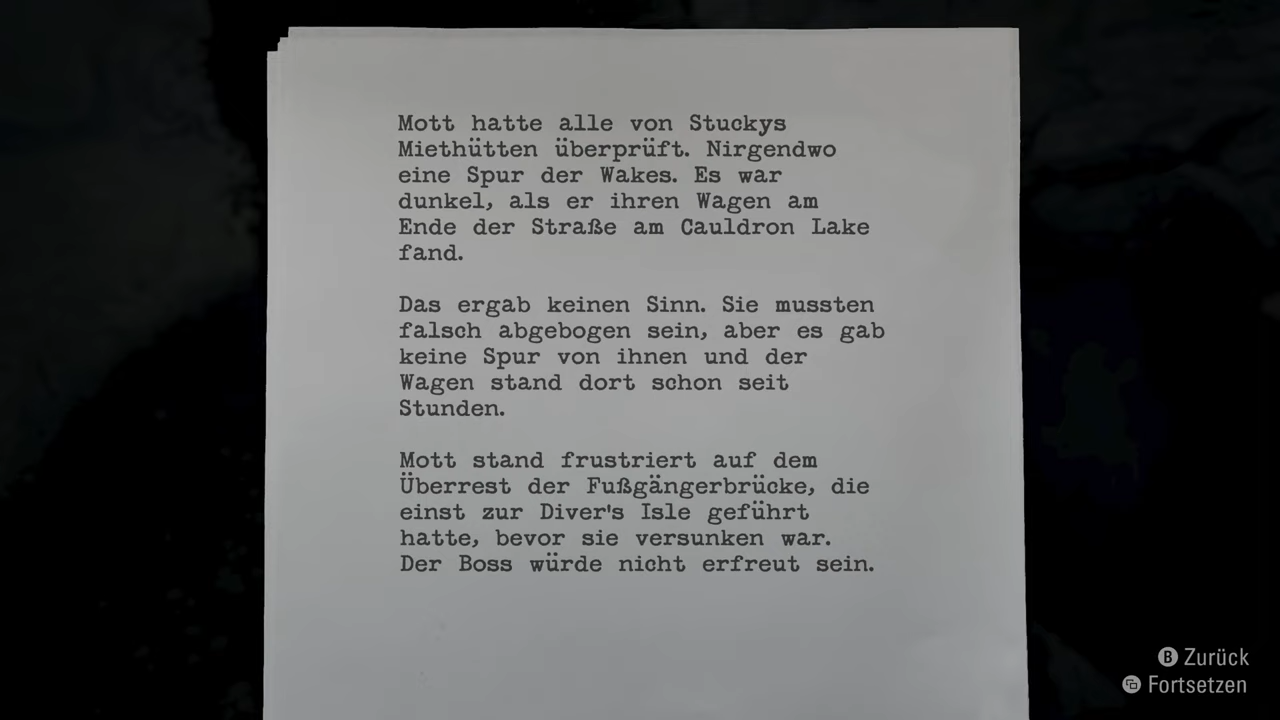 Mott hatte alle von Stuckys
Miethütten überprüft. Nirgendwo
eine Spur der Wakes. Es war
dunkel, als er ihren Wagen am
Ende der Straße am Cauldron Lake
fand.
Das ergab keinen Sinn. Sie mussten
falsch abgebogen sein, aber es gab
keine Spur von ihnen und der
Wagen stand dort schon seit
Stunden.
Mott stand frustriert auf dem
Überrest der Fußgängerbrücke, die
einst zur Diver's Isle geführt
hatte, bevor sie versunken war.
Der Boss würde nicht erfreut sein.
B Zurück
Fortsetzen